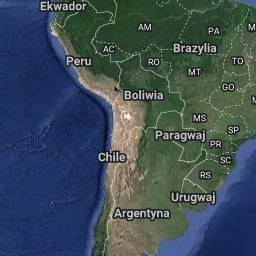 Ekwador
AM
PA
Brazylia
AC
Peru
RO
TO
MT
GO
Boliwia
MS
Paragwaj
SP
PR
Chile
SC
RS
Urugwaj
Argentyna